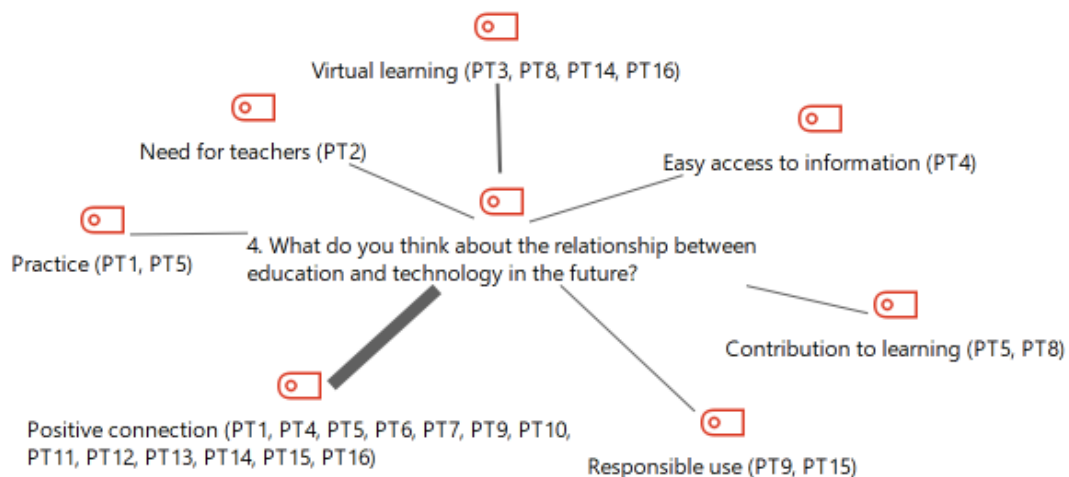 Virtual learning (PT3, PT8, PT14, PT16)
Need for teachers (PT2)
Easy access to information (PT4)
Practice (PT1, PT5)
4. What do you think about the relationship between
education and technology in the future?
Contribution to learning (PT5, PT8)
Positive connection (PT1, PT4, PT5, PT6, PT7, PT9, PT10,
PT11, PT12, PT13, PT14, PT15, PT16)
Responsible use (PT9, PT15)